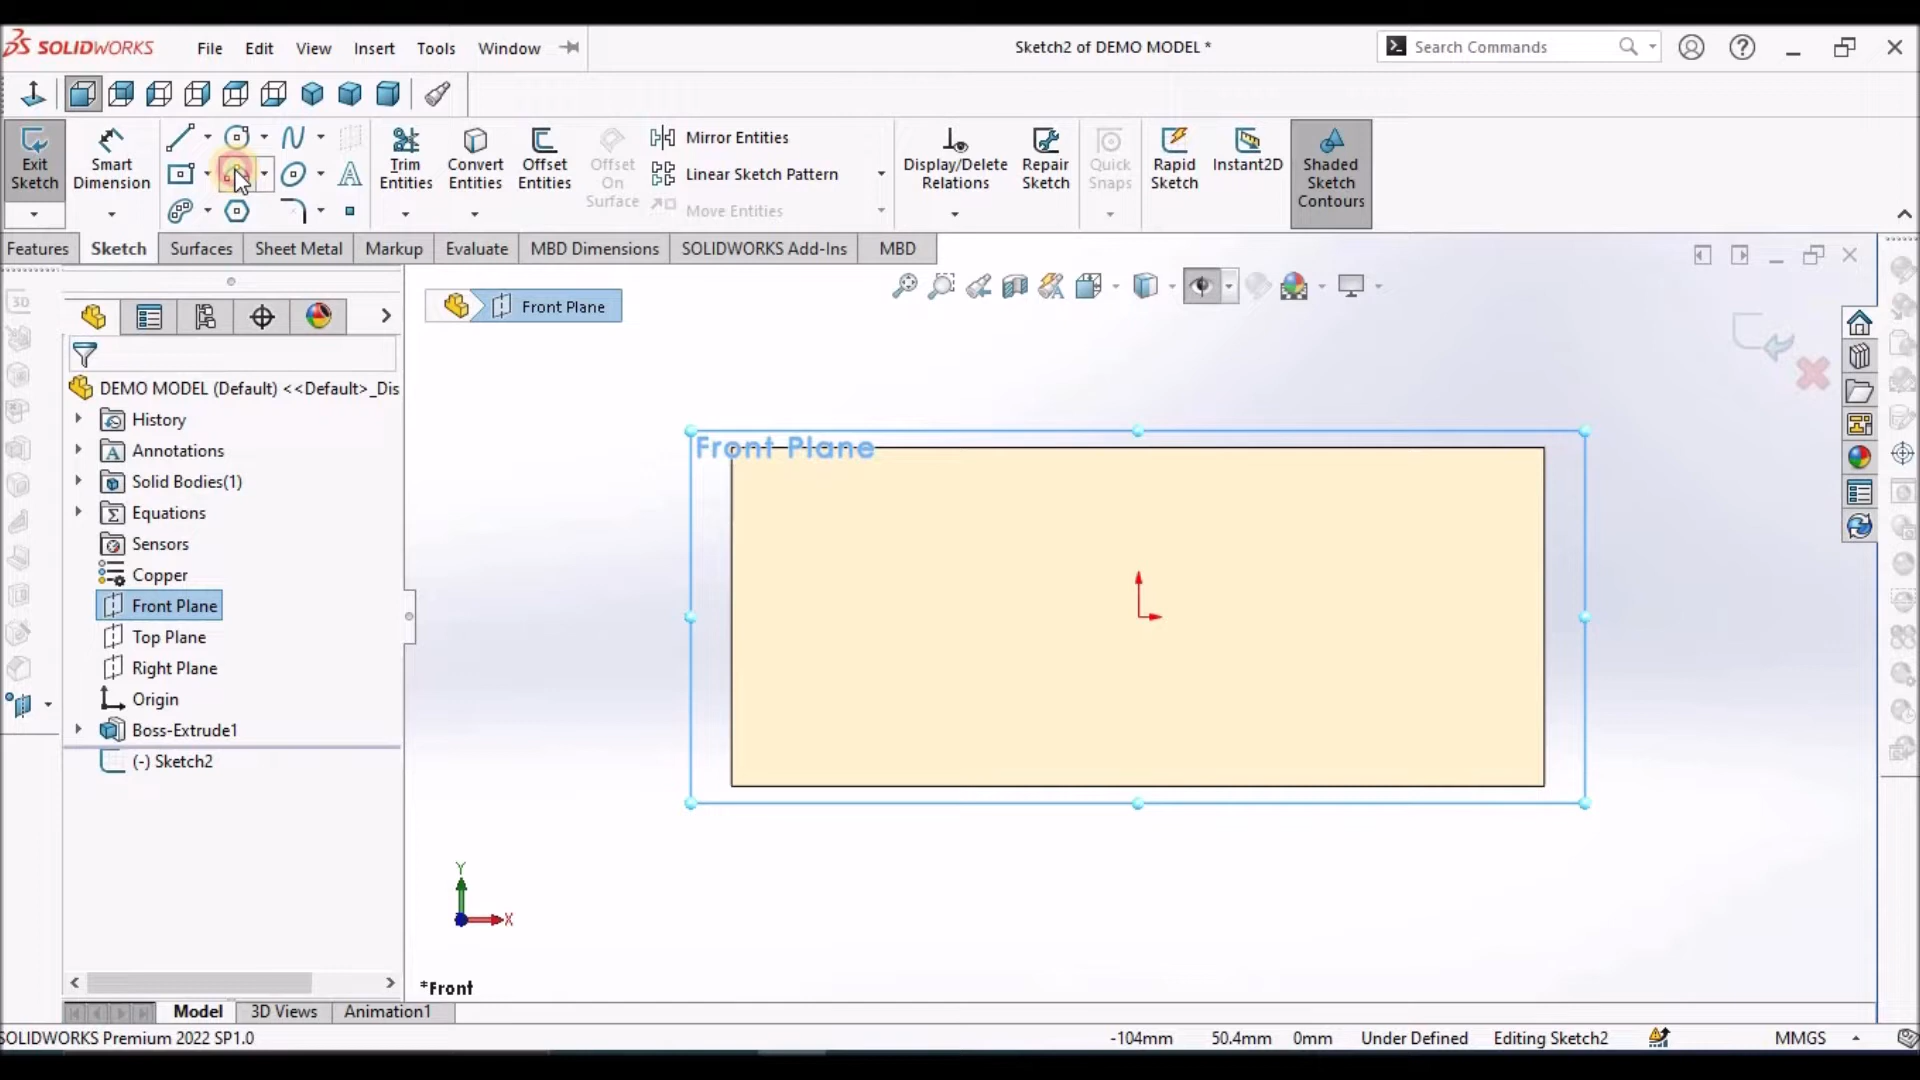 SOLIDWORKS File Edit View Insert Tools Window Sketch2 of DEMO MODEL * Search Commands
Exit Sketch
Smart Dimension
Trim Entities
Convert Entities
Offset Entities
Offset On Surface
Mirror Entities
Linear Sketch Pattern
Move Entities
Display/Delete Relations
Repair Sketch
Quick Snaps
Rapid Sketch
Instant2D
Shaded Sketch Contours
Features Sketch Surfaces Sheet Metal Markup Evaluate MBD Dimensions SOLIDWORKS Add-Ins MBD
3D
Front Plane
DEMO MODEL (Default) <<Default>_Dis
History
Annotations
Solid Bodies(1)
Equations
Sensors
Copper
Front Plane
Top Plane
Right Plane
Origin
Boss-Extrude1
(-) Sketch2
Front Plane
Y
X
*Front
Model 3D Views Animation1
SOLIDWORKS Premium 2022 SP1.0 -104mm 50.4mm 0mm Under Defined Editing Sketch2 MMGS